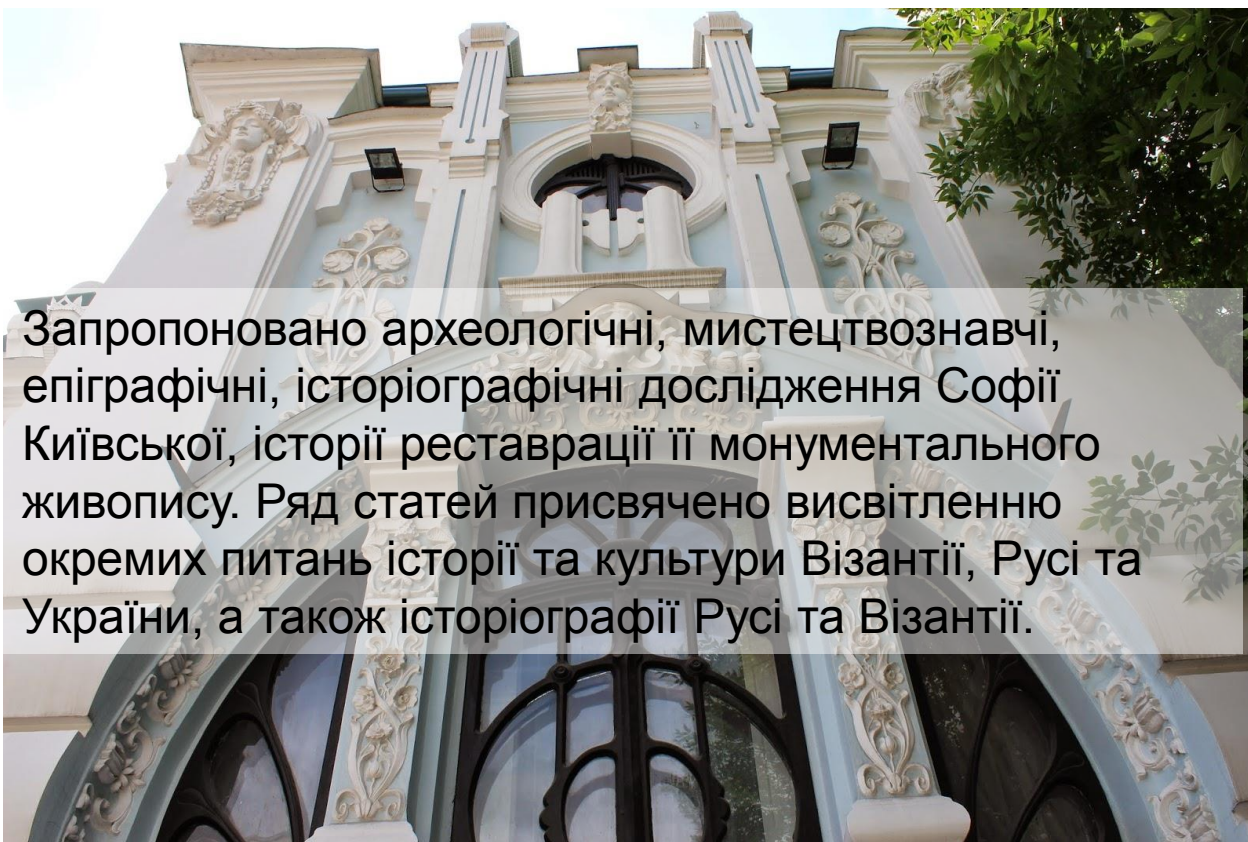 Запропоновано археологічні, мистецтвознавчі,
епіграфічні, історіографічні дослідження Софії
Київської, історії реставрації її монументального
живопису. Ряд статей присвячено висвітленню
окремих питань історії та культури Візантії, Русі та
України, а також історіографії Русі та Візантії.